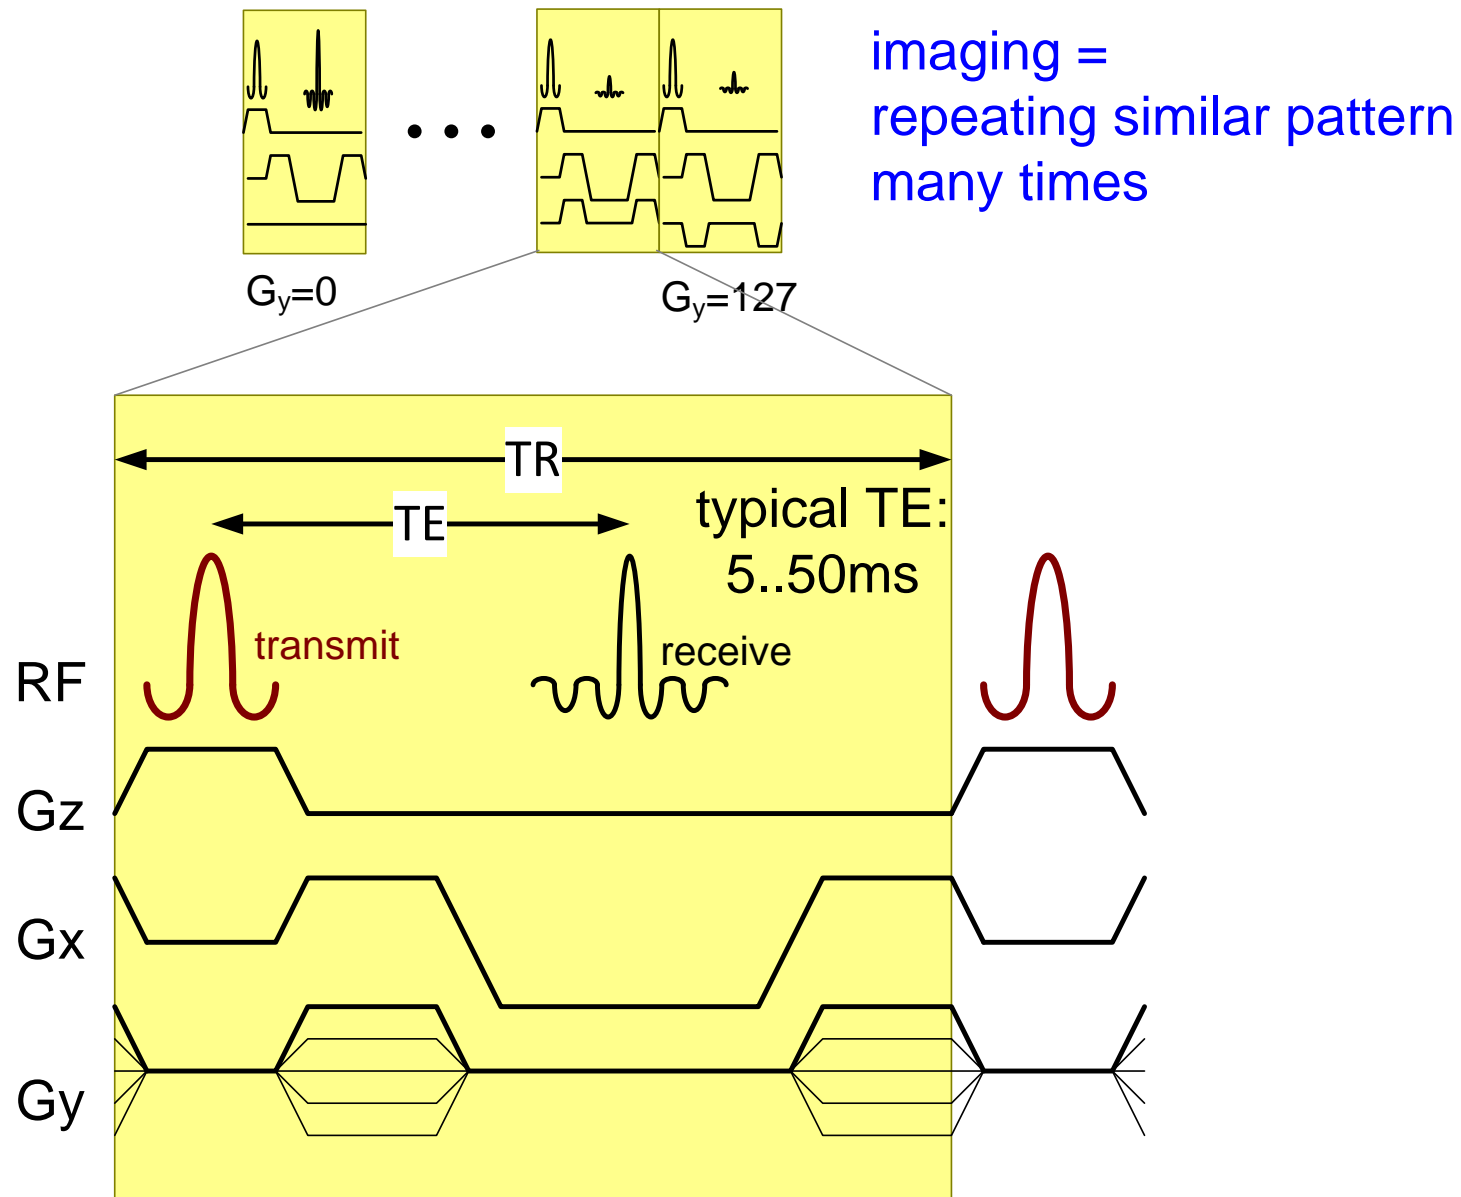 imaging =
repeating similar pattern
many times
Gy=0
Gy=127
TR
TE
typical TE:
5..50ms
transmit
receive
RF
Gz
Gx
Gy